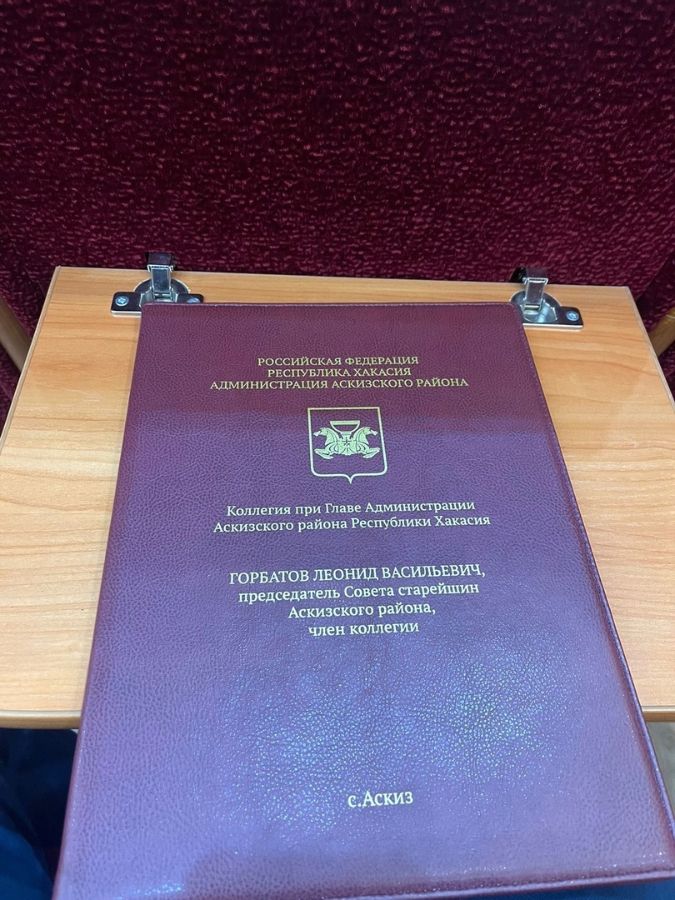 РОССИЙСКАЯ ФЕДЕРАЦИЯ
РЕСПУБЛИКА ХАКАСИЯ
АДМИНИСТРАЦИЯ АСКИЗСКОГО РАЙОНА
Коллегия при Главе Администрации
Аскизского района Республики Хакасия
ГОРБАТОВ ЛЕОНИД ВАСИЛЬЕВИЧ,
председатель Совета старейшин
Аскизского района,
член коллегии
с.Аскиз